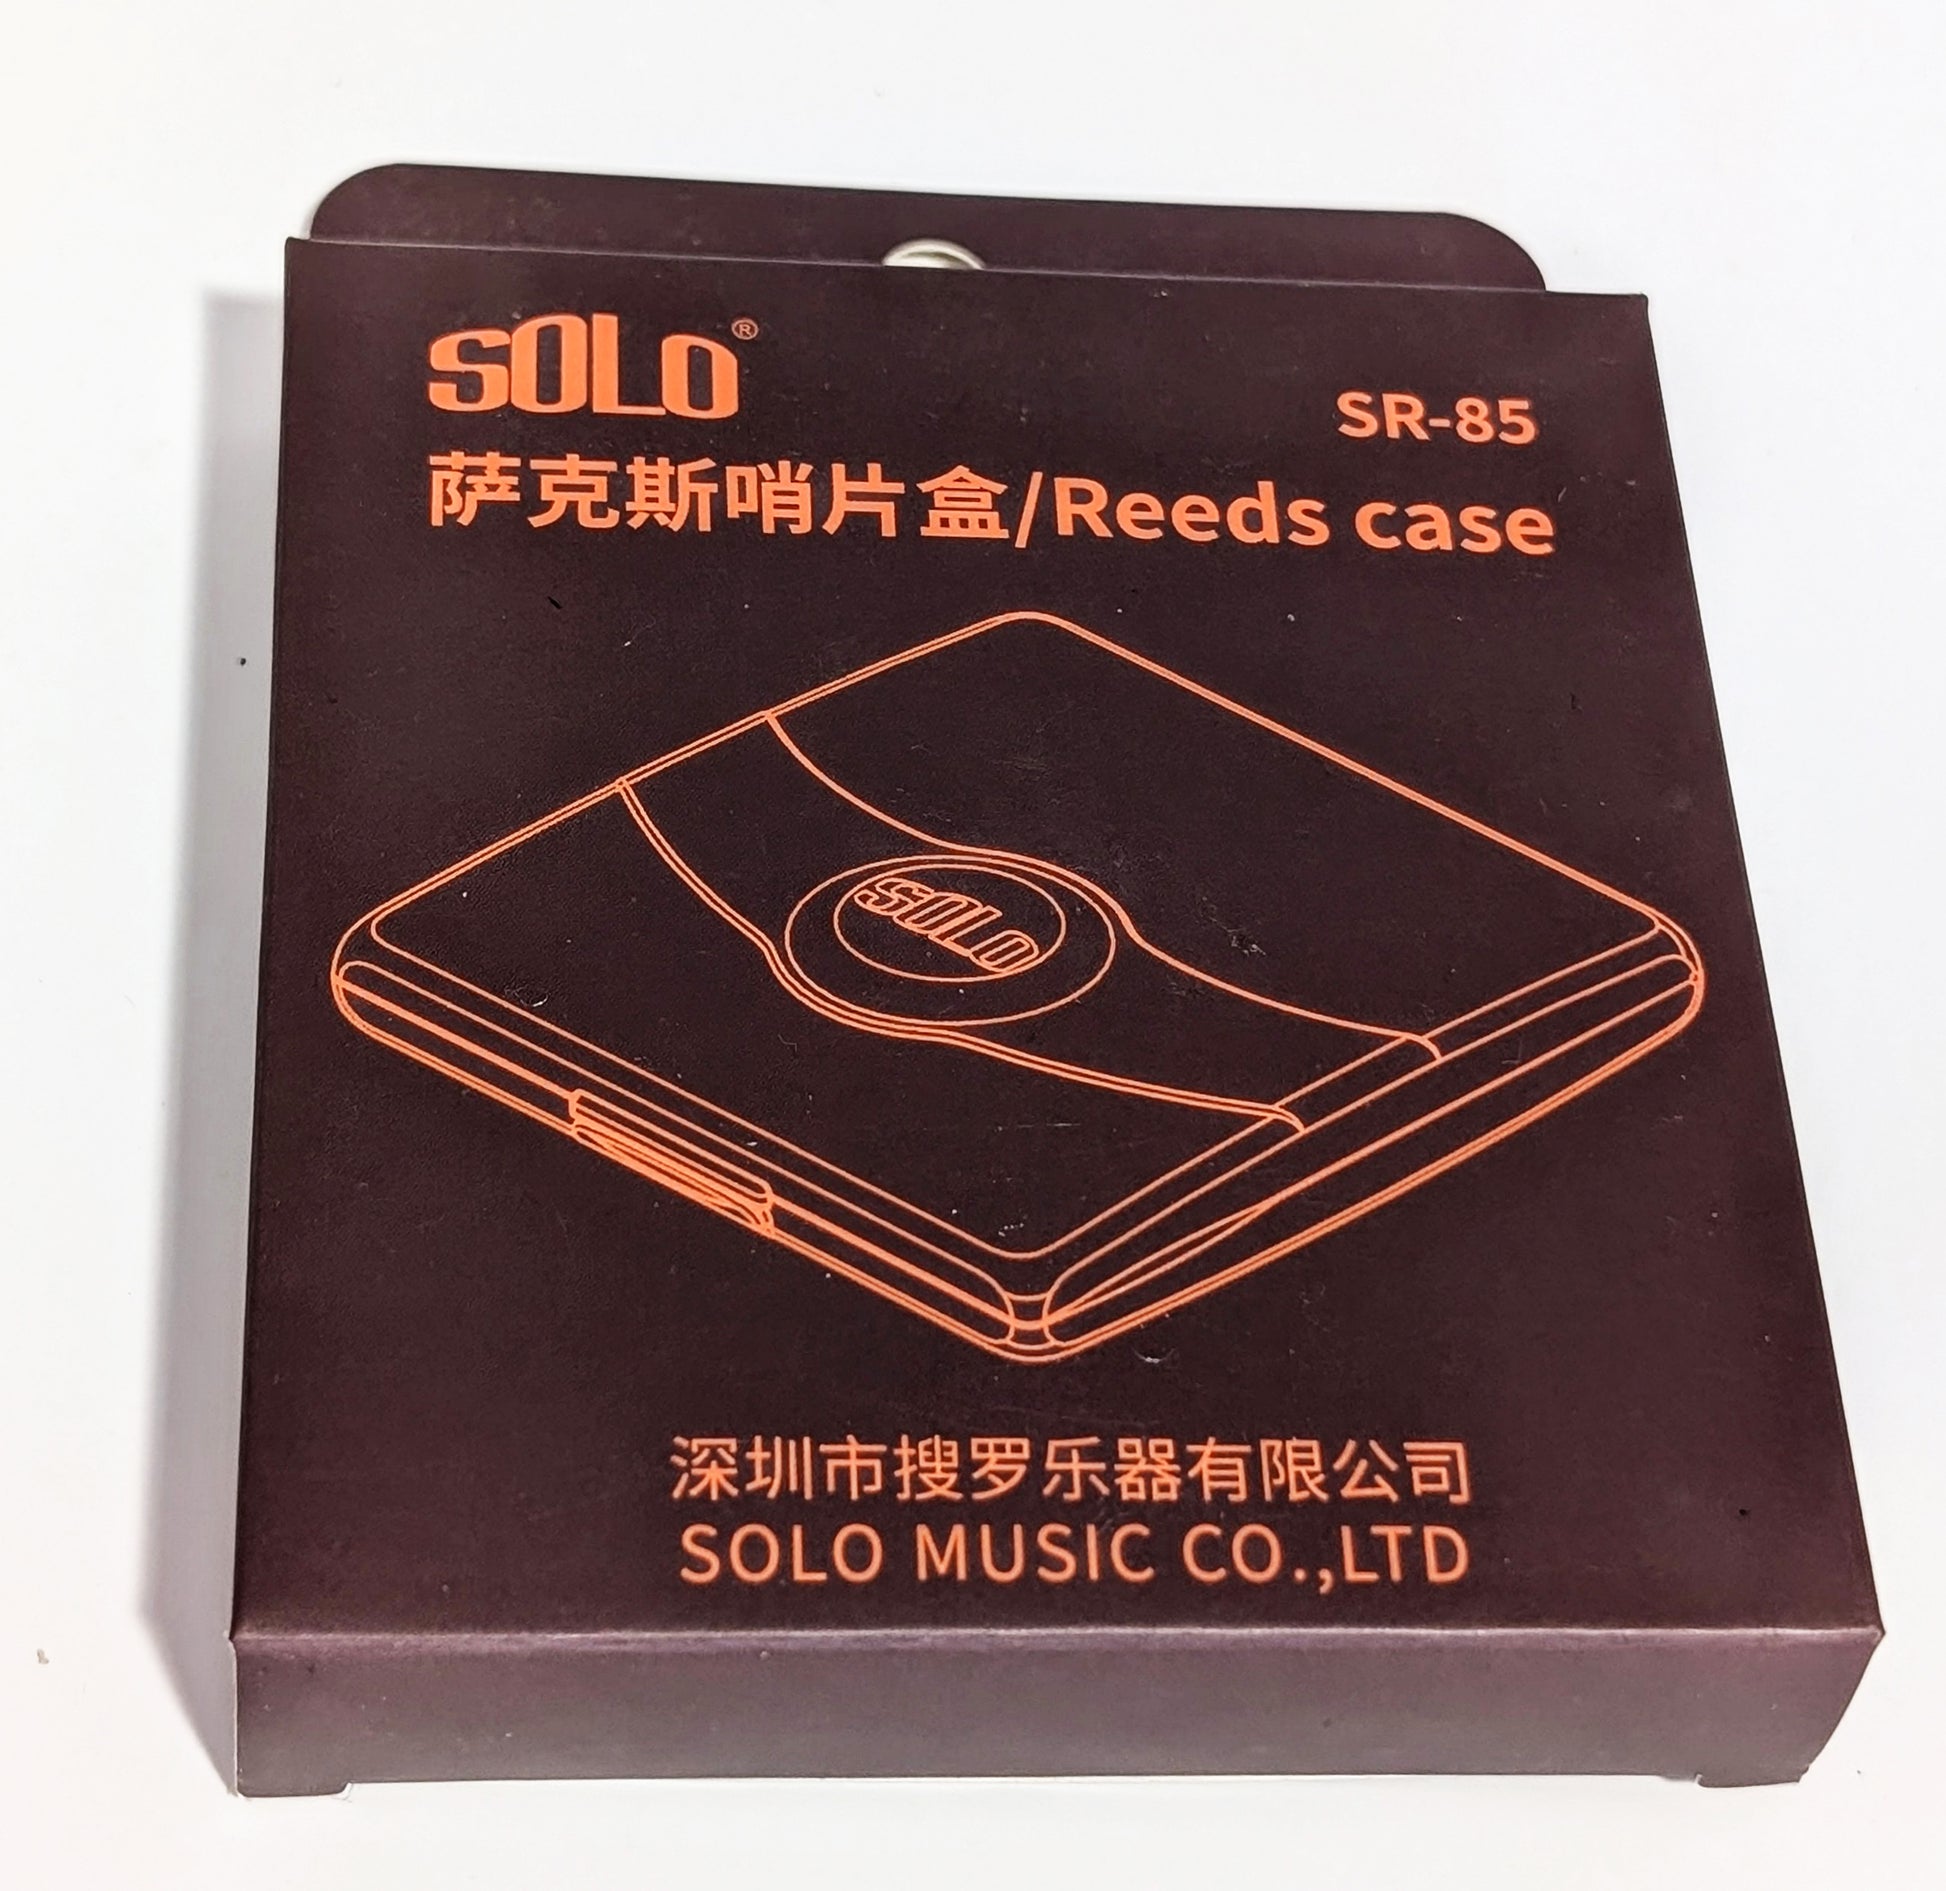 SOLO®
SR-85
萨克斯哨片盒/Reeds case
SOLO
深圳市搜罗乐器有限公司
SOLO MUSIC CO.,LTD